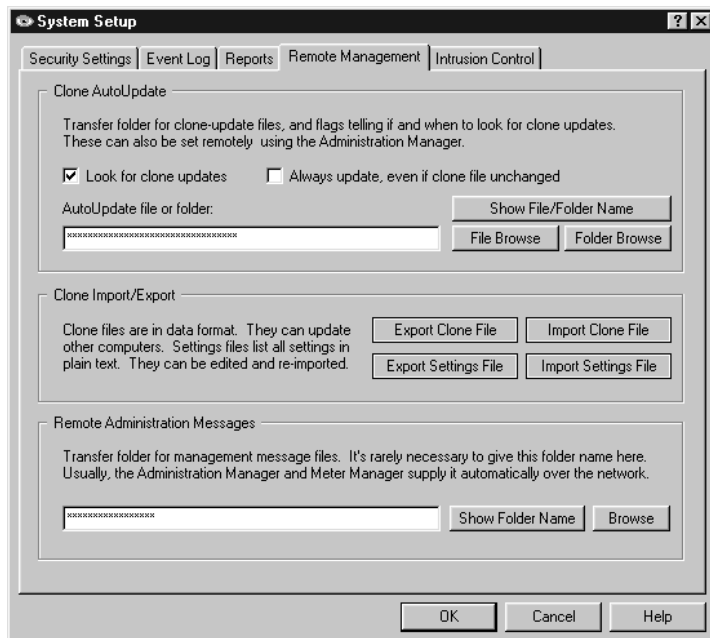 System Setup
Security Settings Event Log Reports Remote Management Intrusion Control
Clone AutoUpdate
Transfer folder for clone-update files, and flags telling if and when to look for clone updates.
These can also be set remotely using the Administration Manager.
Look for clone updates Always update, even if clone file unchanged
AutoUpdate file or folder:
Show File/Folder Name
File Browse Folder Browse
Clone Import/Export
Clone files are in data format. They can update
other computers. Settings files list all settings in
plain text. They can be edited and re-imported.
Export Clone File Import Clone File
Export Settings File Import Settings File
Remote Administration Messages
Transfer folder for management message files. It's rarely necessary to give this folder name here.
Usually, the Administration Manager and Meter Manager supply it automatically over the network.
Show Folder Name Browse
OK Cancel Help